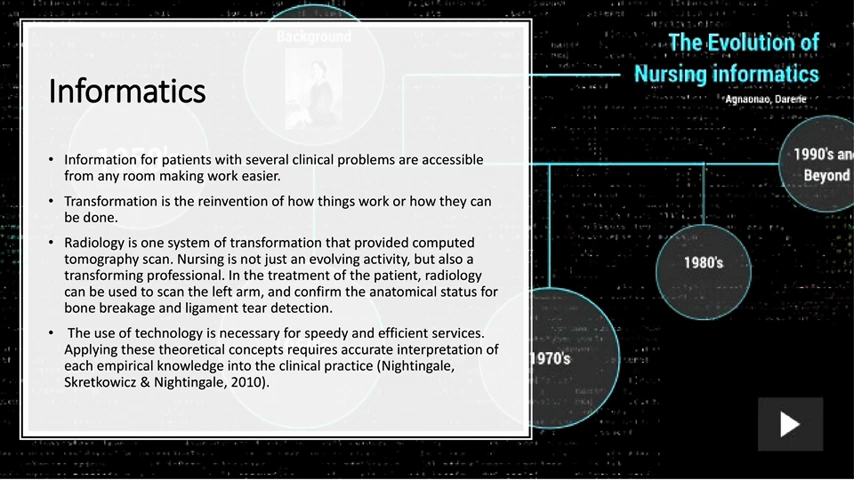 Background
The Evolution of
Nursing informatics
Agnaonao, Darerie
Informatics
• Information for patients with several clinical problems are accessible
from any room making work easier.
• Transformation is the reinvention of how things work or how they can
be done.
• Radiology is one system of transformation that provided computed
tomography scan. Nursing is not just an evolving activity, but also a
transforming professional. In the treatment of the patient, radiology
can be used to scan the left arm, and confirm the anatomical status for
bone breakage and ligament tear detection.
• The use of technology is necessary for speedy and efficient services.
Applying these theoretical concepts requires accurate interpretation of
each empirical knowledge into the clinical practice (Nightingale,
Skretkowicz & Nightingale, 2010).
1990's an
Beyond
1980's
1970's